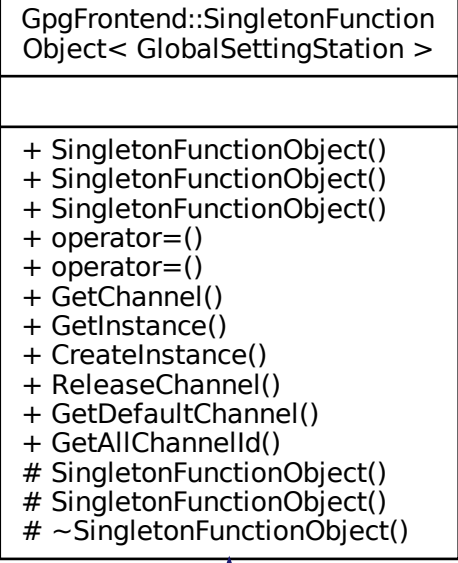 GpgFrontend::SingletonFunction
Object< GlobalSettingStation >
+ SingletonFunctionObject()
+ SingletonFunctionObject()
+ SingletonFunctionObject()
+ operator=()
+ operator=()
+ GetChannel()
+ GetInstance()
+ CreateInstance()
+ ReleaseChannel()
+ GetDefaultChannel()
+ GetAllChannelId()
# SingletonFunctionObject()
# SingletonFunctionObject()
# ~SingletonFunctionObject()